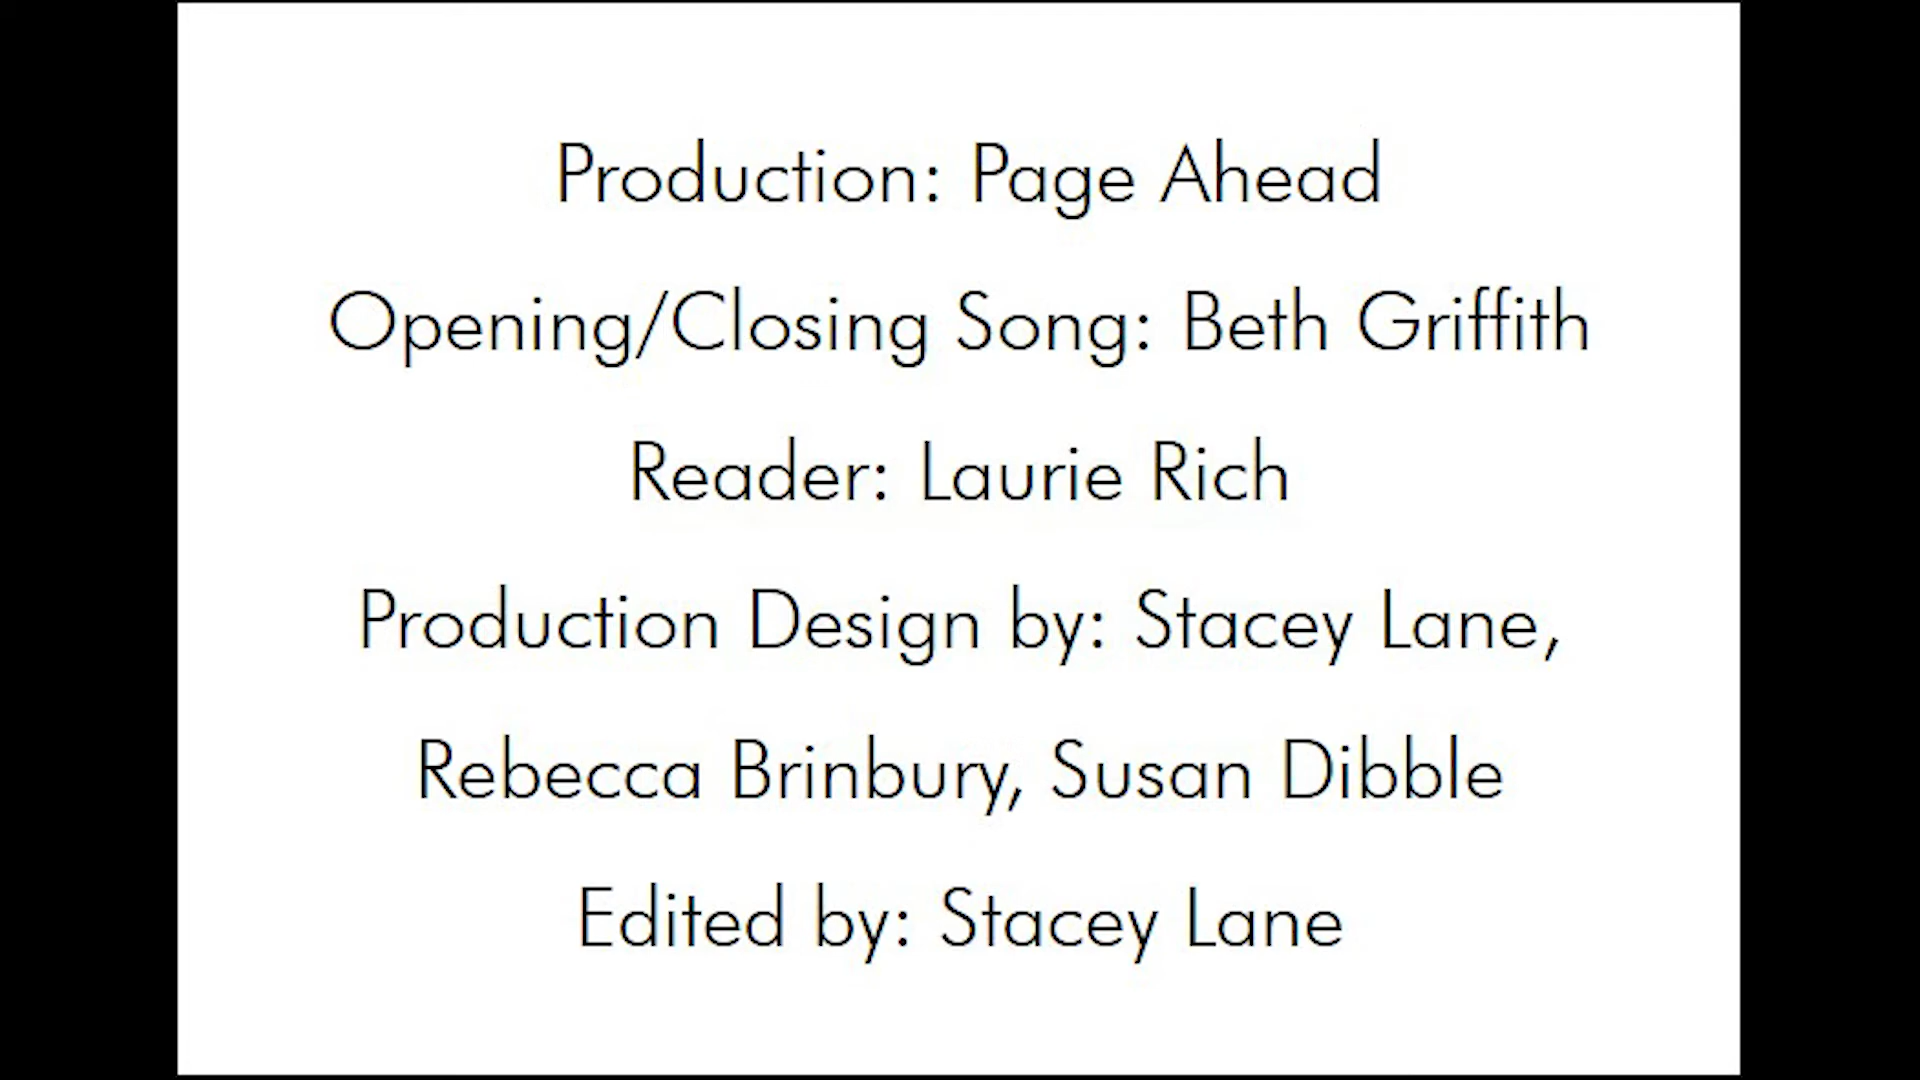 Production: Page Ahead
Opening/Closing Song: Beth Griffith
Reader: Laurie Rich
Production Design by: Stacey Lane,
Rebecca Brinbury, Susan Dibble
Edited by: Stacey Lane